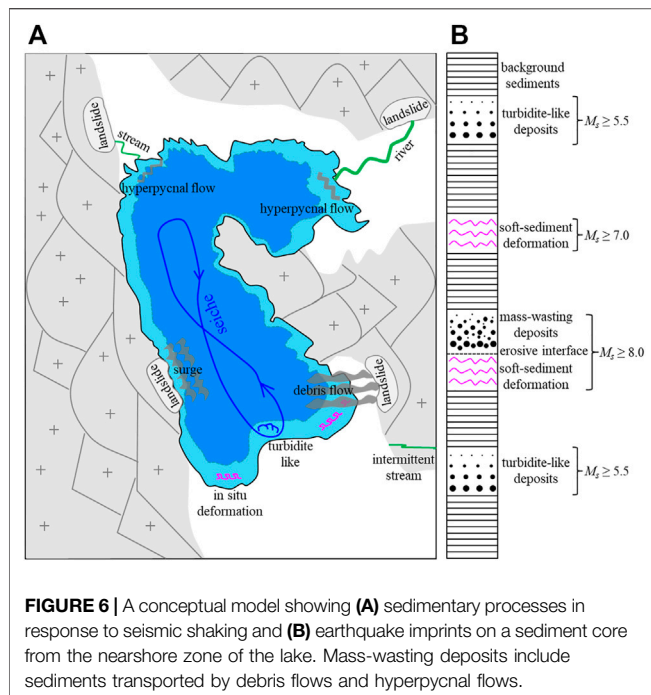 A
B
landslide
stream
landslide
river
hyperpycnal flow
hyperpycnal flow
seiche
surge
landslide
debris flow
landslide
turbidite
like
in situ
deformation
intermittent
stream
background
sediments
turbidite-like
deposits
Ms ≥ 5.5
soft-sediment
deformation
Ms ≥ 7.0
mass-wasting
deposits
erosive interface
soft-sediment
deformation
Ms ≥ 8.0
turbidite-like
deposits
Ms ≥ 5.5
FIGURE 6 | A conceptual model showing (A) sedimentary processes in
response to seismic shaking and (B) earthquake imprints on a sediment core
from the nearshore zone of the lake. Mass-wasting deposits include
sediments transported by debris flows and hyperpycnal flows.